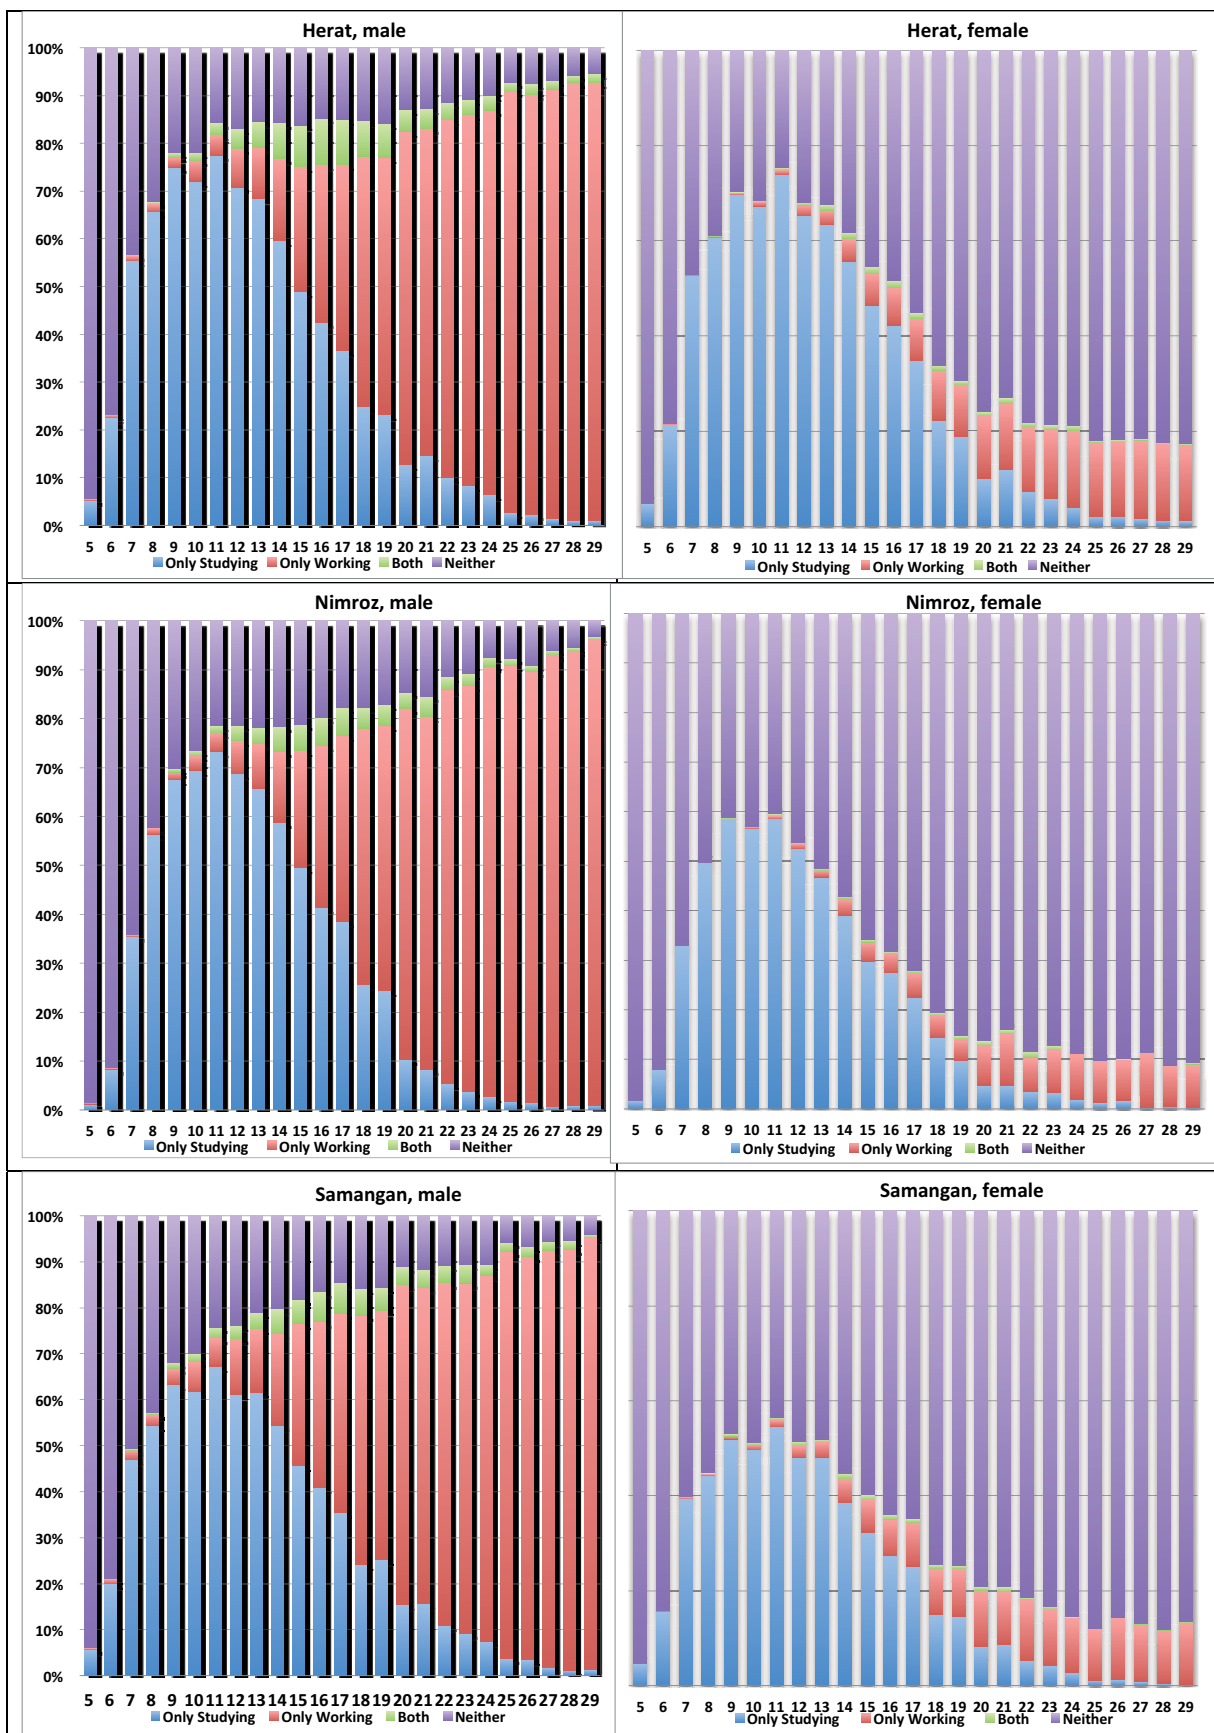 Herat, male
100%
90%
80%
70%
60%
50%
40%
30%
20%
10%
0%
5 6 7 8 9 10 11 12 13 14 15 16 17 18 19 20 21 22 23 24 25 26 27 28 29
Only Studying Only Working Both Neither
Herat, female
5 6 7 8 9 10 11 12 13 14 15 16 17 18 19 20 21 22 23 24 25 26 27 28 29
Only Studying Only Working Both Neither
Nimroz, male
100%
90%
80%
70%
60%
50%
40%
30%
20%
10%
0%
5 6 7 8 9 10 11 12 13 14 15 16 17 18 19 20 21 22 23 24 25 26 27 28 29
Only Studying Only Working Both Neither
Nimroz, female
5 6 7 8 9 10 11 12 13 14 15 16 17 18 19 20 21 22 23 24 25 26 27 28 29
Only Studying Only Working Both Neither
Samangan, male
100%
90%
80%
70%
60%
50%
40%
30%
20%
10%
0%
5 6 7 8 9 10 11 12 13 14 15 16 17 18 19 20 21 22 23 24 25 26 27 28 29
Only Studying Only Working Both Neither
Samangan, female
5 6 7 8 9 10 11 12 13 14 15 16 17 18 19 20 21 22 23 24 25 26 27 28 29
Only Studying Only Working Both Neither